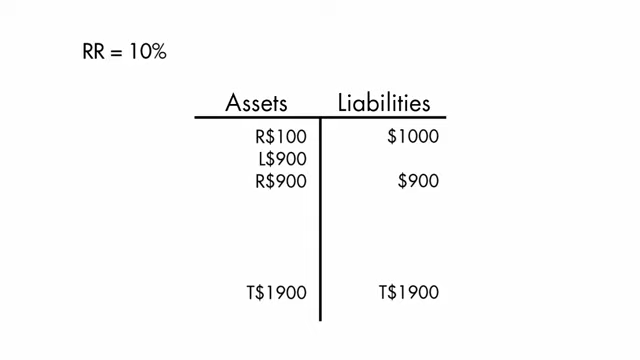 RR = 10%
Assets Liabilities
R$100 $1000
L$900
R$900 $900
T$1900 T$1900